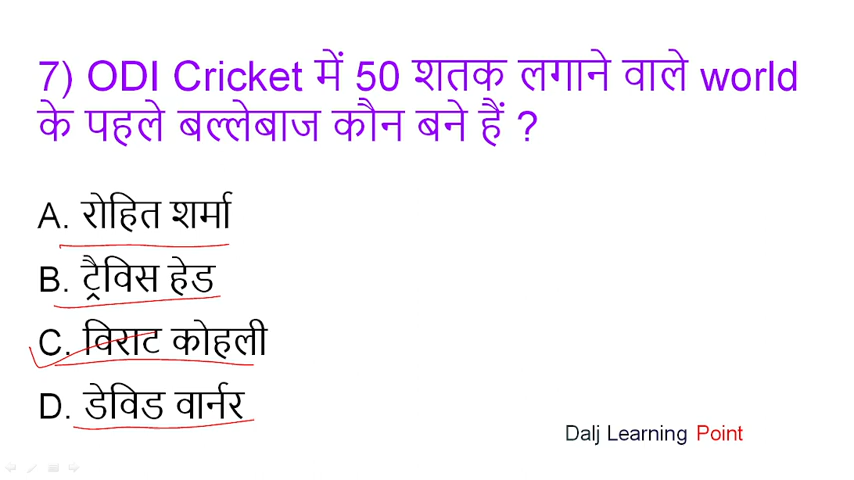 7) ODI Cricket में 50 शतक लगाने वाले world
के पहले बल्लेबाज कौन बने हैं ?
A. रोहित शर्मा
B. ट्रैविस हेड
C. विराट कोहली
D. डेविड वार्नर
Dalj Learning Point